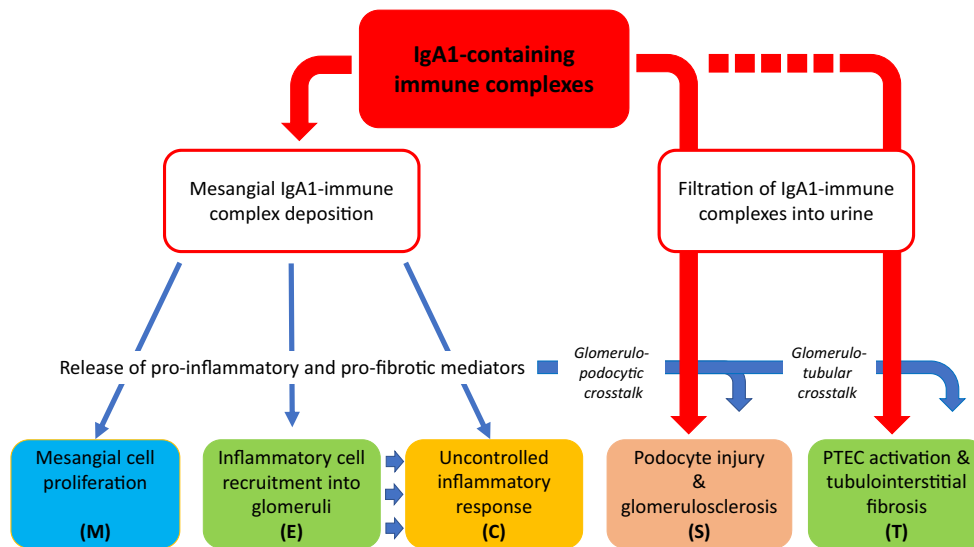 IgA1-containing
immune complexes
Mesangial IgA1-immune
complex deposition
Filtration of IgA1-immune
complexes into urine
Release of pro-inflammatory and pro-fibrotic mediators
Glomerulo-
podocytic
crosstalk
Glomerulo-
tubular
crosstalk
Mesangial cell
proliferation
(M)
Inflammatory cell
recruitment into
glomeruli
(E)
Uncontrolled
inflammatory
response
(C)
Podocyte injury
&
glomerulosclerosis
(S)
PTEC activation &
tubulointerstitial
fibrosis
(T)